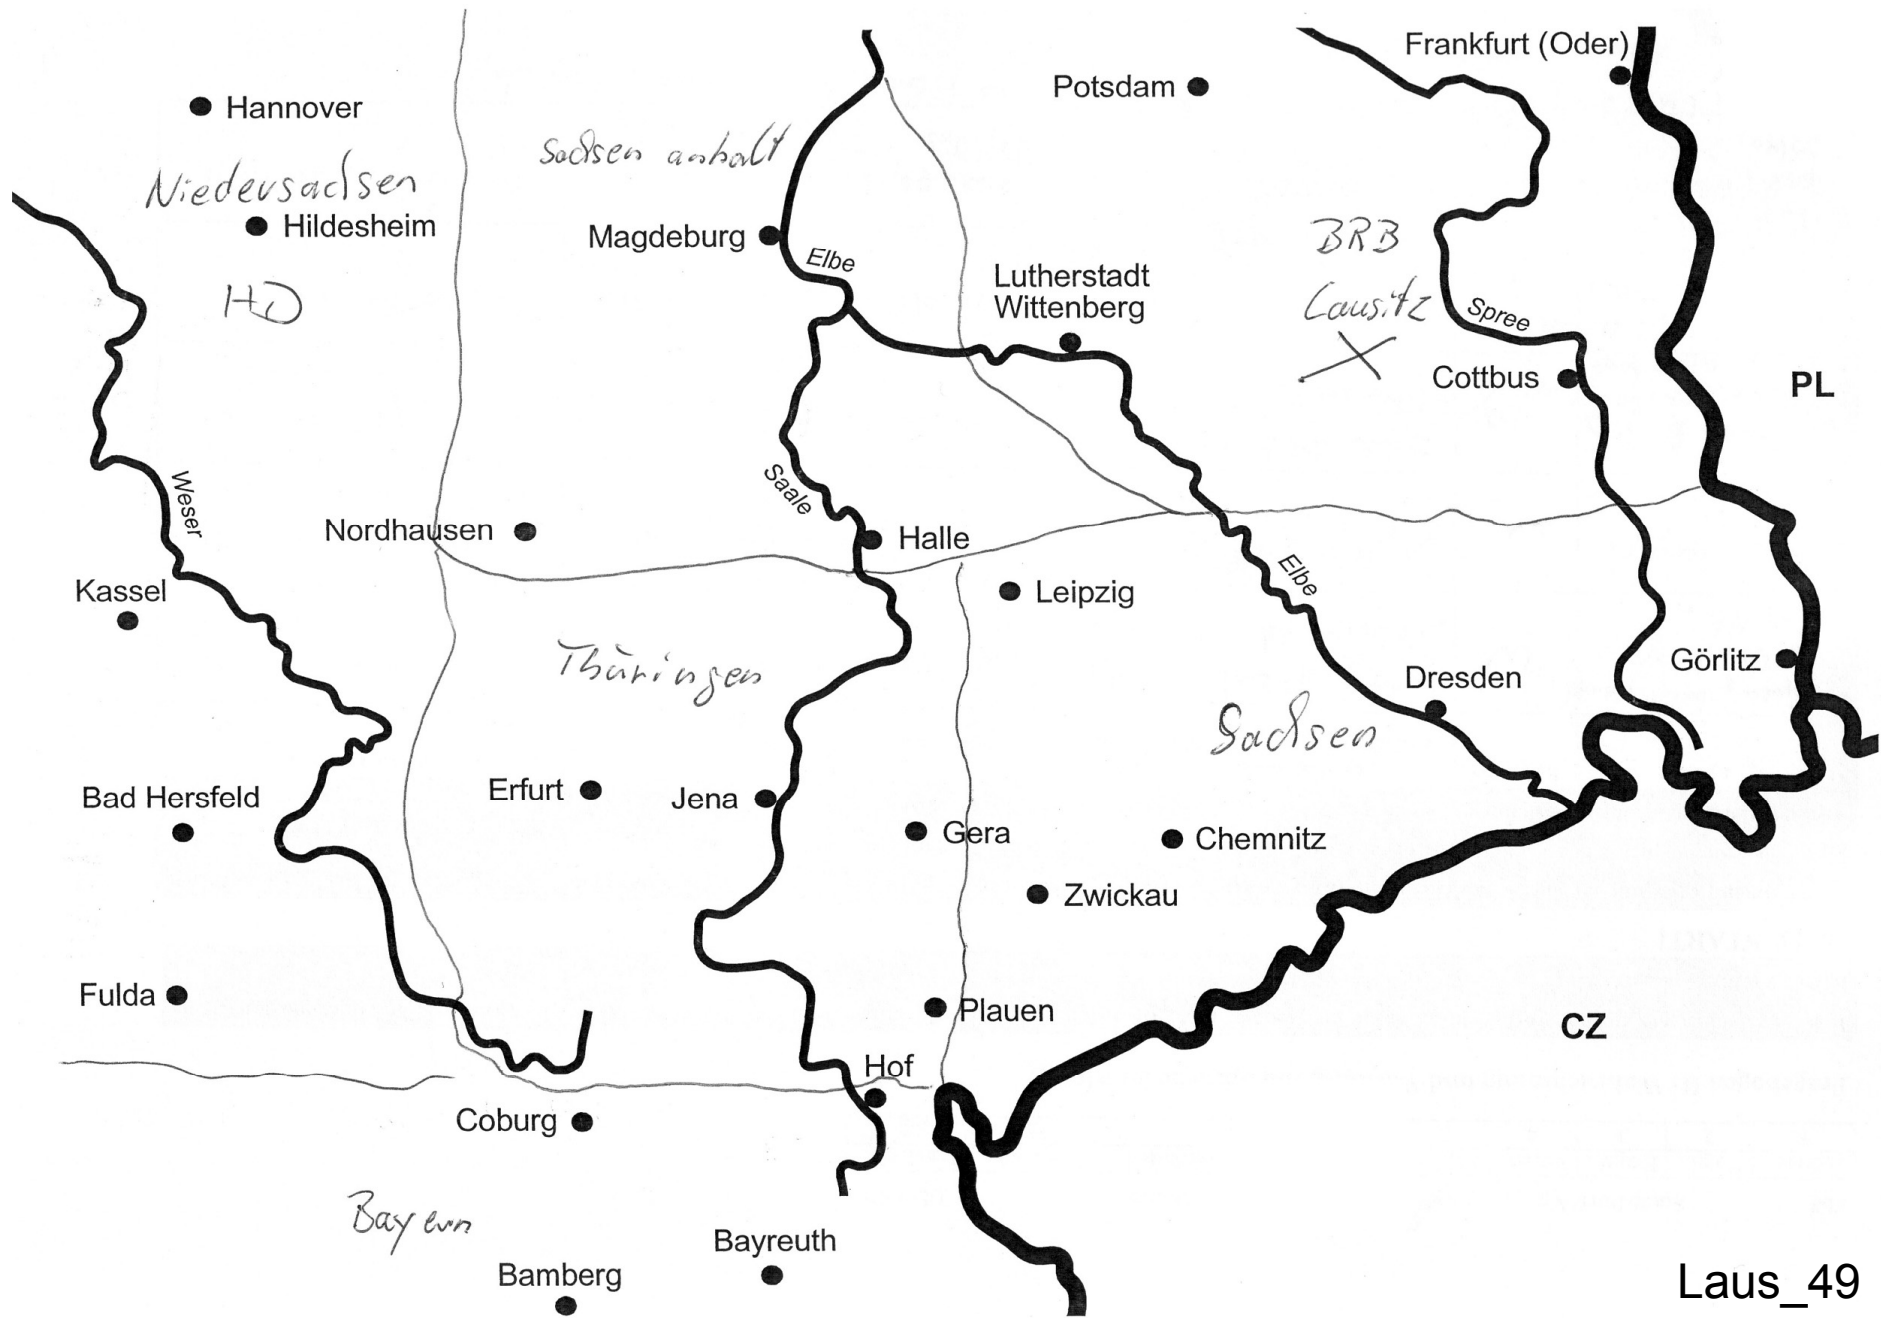 Frankfurt (Oder)
Potsdam
Hannover
Sachsen anhalt
Niedersachsen
Hildesheim
Magdeburg
BRB
Elbe
Lutherstadt
Wittenberg
HD
Lausitz
Spree
Cottbus
PL
Saale
Weser
Nordhausen
Halle
Kassel
Leipzig
Elbe
Thüringen
Görlitz
Dresden
Sachsen
Bad Hersfeld
Erfurt
Jena
Gera
Chemnitz
Zwickau
Fulda
Plauen
CZ
Hof
Coburg
Bayern
Bayreuth
Bamberg
Laus_49